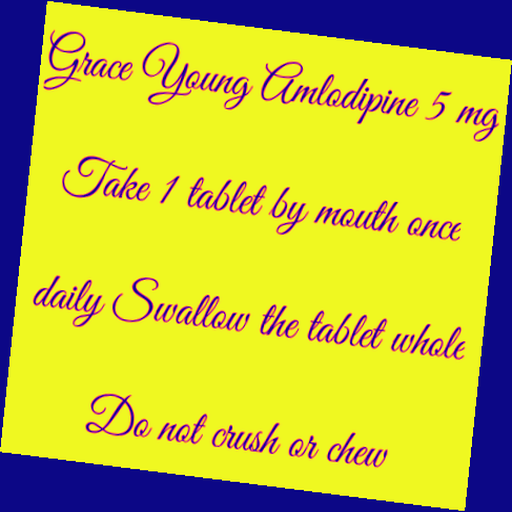 Grace Young Amlodipine 5 mg
Take 1 tablet by mouth once
daily Swallow the tablet whole
Do not crush or chew